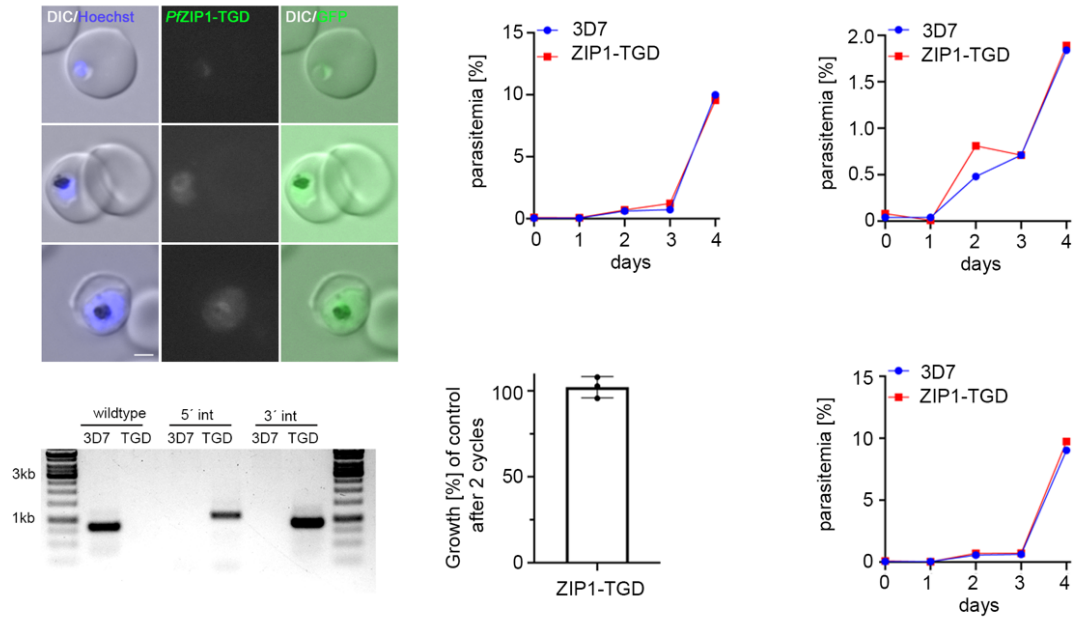 DIC/Hoechst
PfZIP1-TGD
DIC/GFP
wildtype
5´ int
3´ int
3D7 TGD
3D7 TGD
3D7 TGD
3kb
1kb
parasitemia [%]
15
10
5
0
3D7
ZIP1-TGD
0 1 2 3 4
days
parasitemia [%]
2.0
1.5
1.0
0.5
0
3D7
ZIP1-TGD
0 1 2 3 4
days
Growth [%] of control
after 2 cycles
100
50
0
ZIP1-TGD
parasitemia [%]
15
10
5
0
3D7
ZIP1-TGD
0 1 2 3 4
days